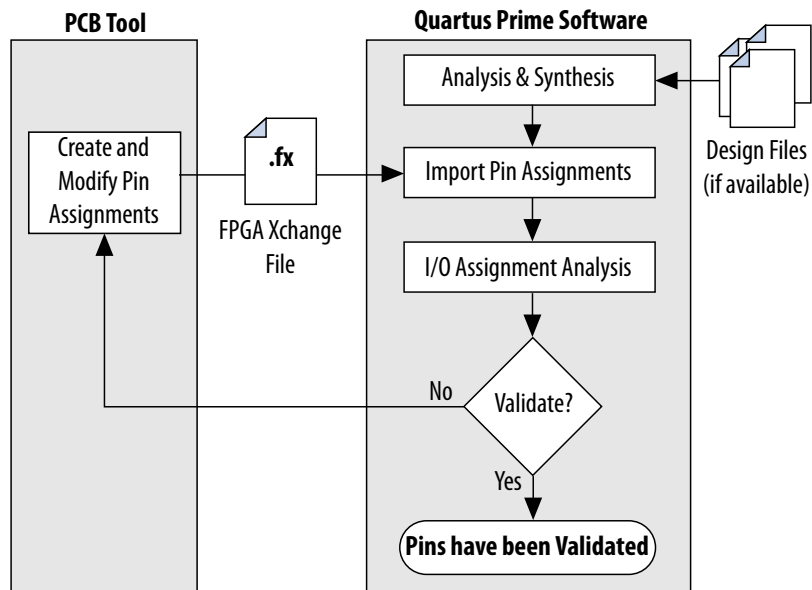 PCB Tool
Quartus Prime Software
Analysis & Synthesis
Design Files
(if available)
Create and
Modify Pin
Assignments
.fx
FPGA Xchange
File
Import Pin Assignments
I/O Assignment Analysis
Validate?
No
Yes
Pins have been Validated